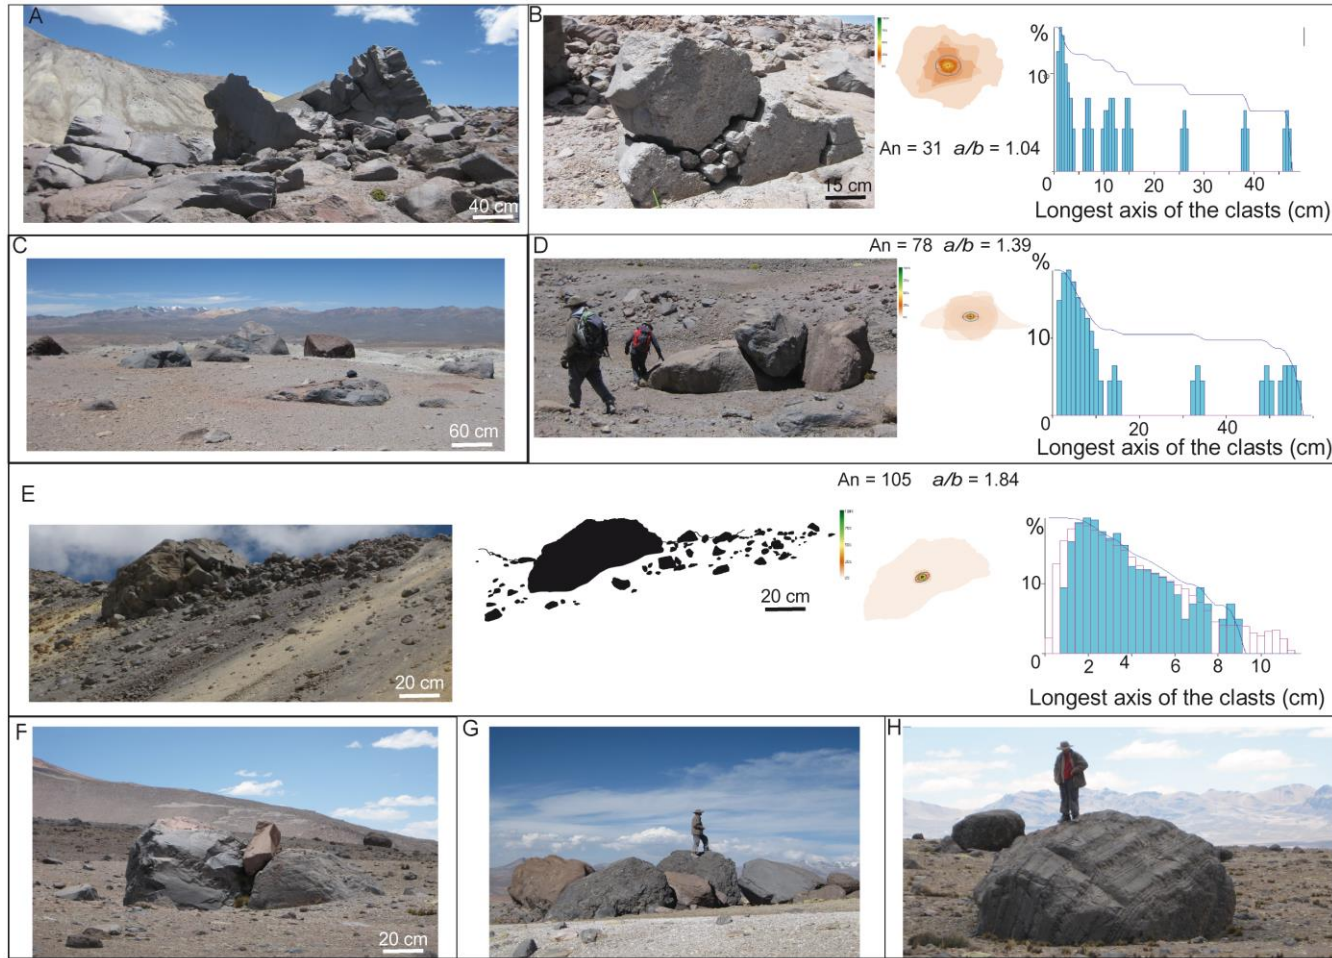 A
40 cm
B
15 cm
An = 31 a/b = 1.04
%
10
0 10 20 30 40
Longest axis of the clasts (cm)
C
60 cm
D
An = 78 a/b = 1.39
%
10
0
20 40
Longest axis of the clasts (cm)
E
20 cm
20 cm
An = 105 a/b = 1.84
%
10
0
2 4 6 8 10
Longest axis of the clasts (cm)
F
20 cm
G
H